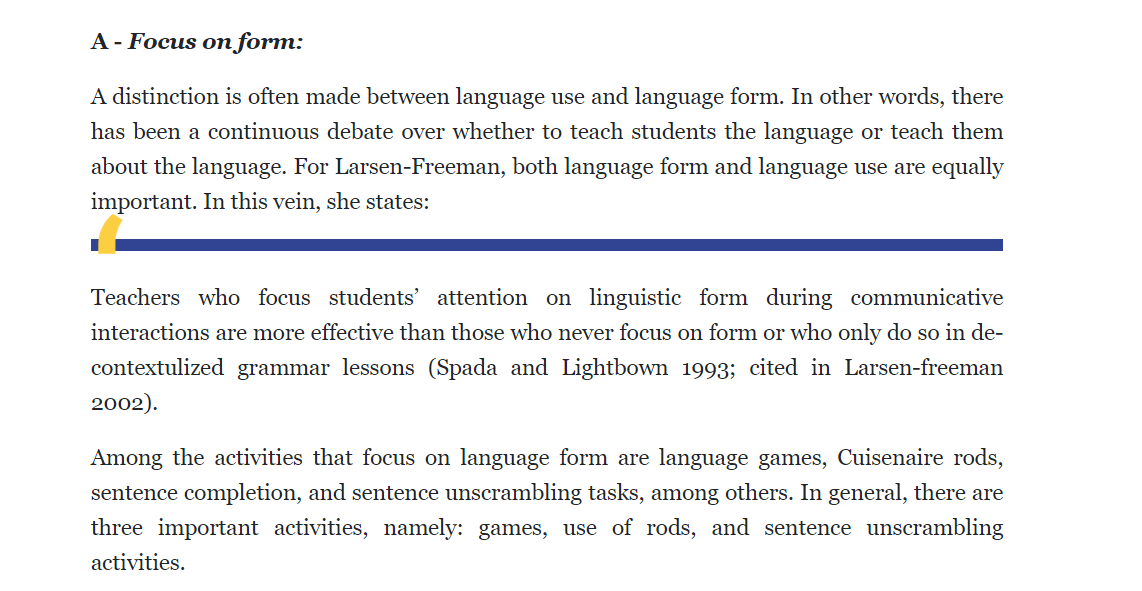 A - Focus on form:
A distinction is often made between language use and language form. In other words, there
has been a continuous debate over whether to teach students the language or teach them
about the language. For Larsen-Freeman, both language form and language use are equally
important. In this vein, she states:
Teachers who focus students’ attention on linguistic form during communicative
interactions are more effective than those who never focus on form or who only do so in de-
contextulized grammar lessons (Spada and Lightbown 1993; cited in Larsen-freeman
2002).
Among the activities that focus on language form are language games, Cuisenaire rods,
sentence completion, and sentence unscrambling tasks, among others. In general, there are
three important activities, namely: games, use of rods, and sentence unscrambling
activities.